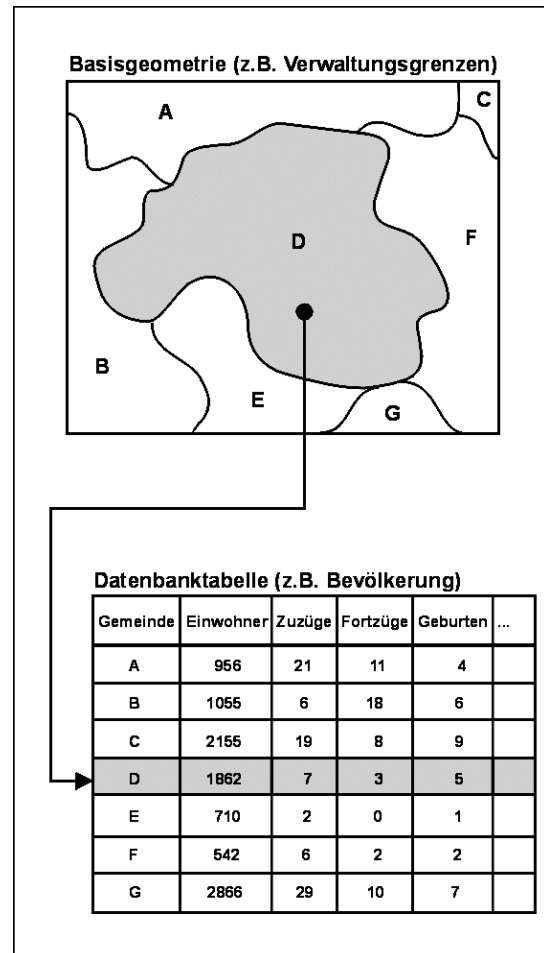 Basisgeometrie (z.B. Verwaltungsgrenzen)
A
C
D
F
B
E
G
Datenbanktabelle (z.B. Bevölkerung)
Gemeinde Einwohner Zuzüge Fortzüge Geburten ...
A 956 21 11 4
B 1055 6 18 6
C 2155 19 8 9
D 1862 7 3 5
E 710 2 0 1
F 542 6 2 2
G 2866 29 10 7